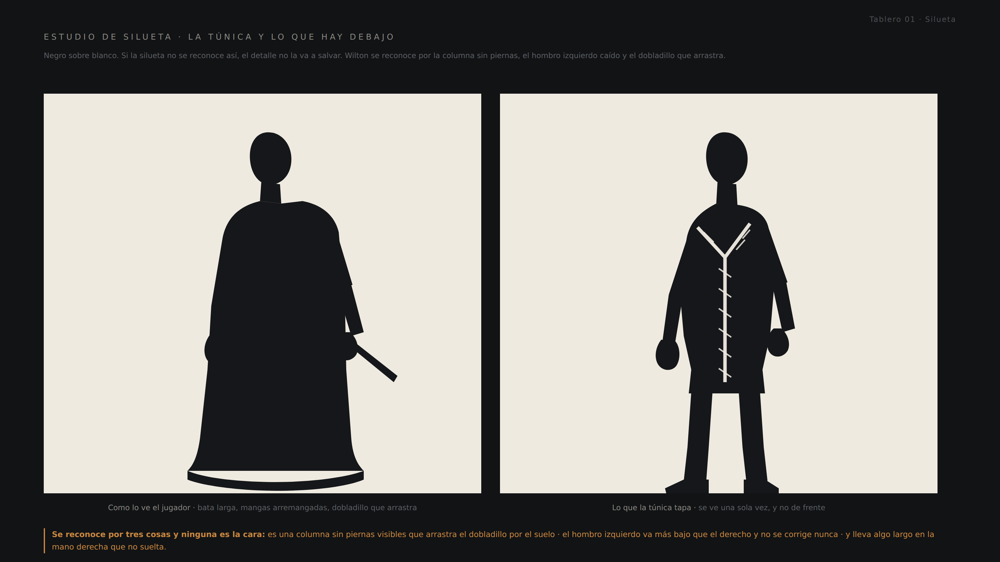 Tablero 01 · Silueta
ESTUDIO DE SILUETA · LA TÚNICA Y LO QUE HAY DEBAJO
Negro sobre blanco. Si la silueta no se reconoce así, el detalle no la va a salvar. Wilton se reconoce por la columna sin piernas, el hombro izquierdo caído y el dobladillo que arrastra.
Como lo ve el jugador · bata larga, mangas arremangadas, dobladillo que arrastra
Lo que la túnica tapa · se ve una sola vez, y no de frente
Se reconoce por tres cosas y ninguna es la cara: es una columna sin piernas visibles que arrastra el dobladillo por el suelo · el hombro izquierdo va más bajo que el derecho y no se corrige nunca · y lleva algo largo en la
mano derecha que no suelta.